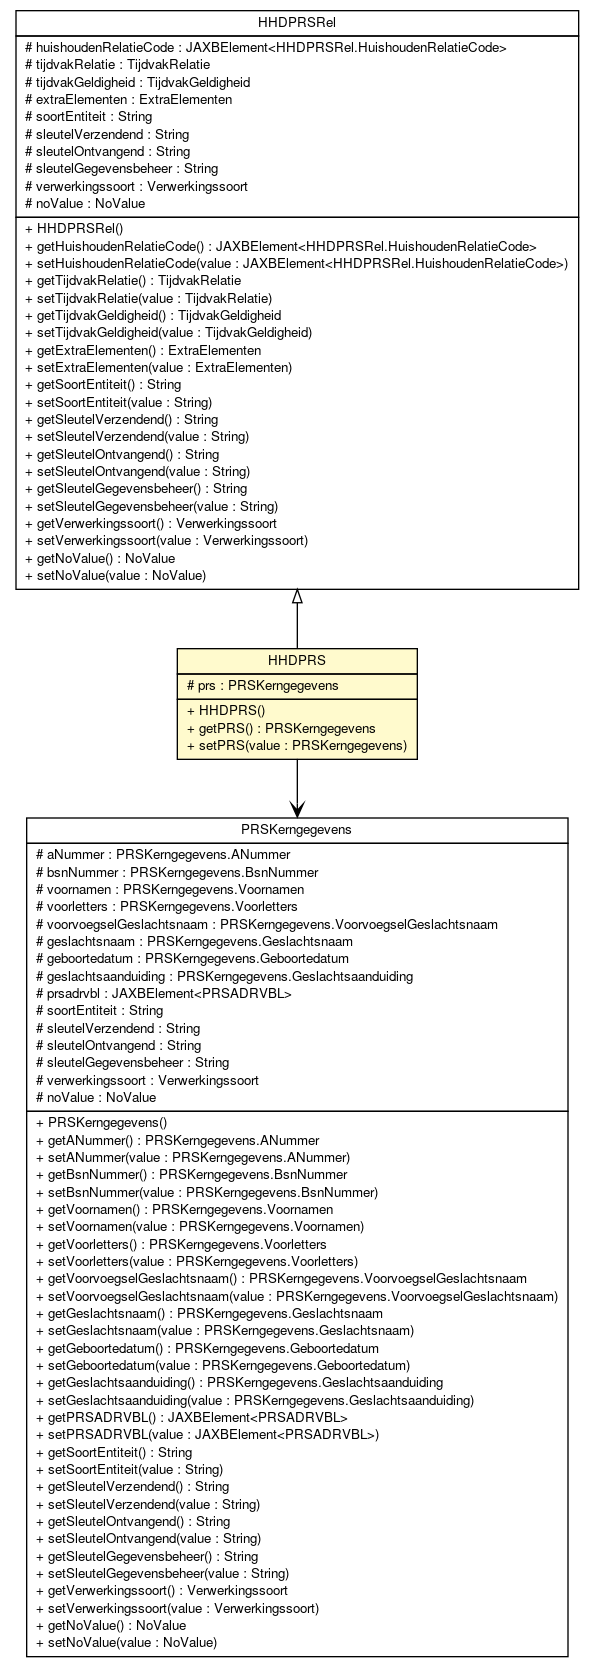 HHDPRSRel
# huishoudenRelatieCode : JAXBElement<HHDPRSRel.HuishoudenRelatieCode>
# tijdvakRelatie : TijdvakRelatie
# tijdvakGeldigheid : TijdvakGeldigheid
# extraElementen : ExtraElementen
# soortEntiteit : String
# sleutelVerzendend : String
# sleutelOntvangend : String
# sleutelGegevensbeheer : String
# verwerkingssoort : Verwerkingssoort
# noValue : NoValue
+ HHDPRSRel()
+ getHuishoudenRelatieCode() : JAXBElement<HHDPRSRel.HuishoudenRelatieCode>
+ setHuishoudenRelatieCode(value : JAXBElement<HHDPRSRel.HuishoudenRelatieCode>)
+ getTijdvakRelatie() : TijdvakRelatie
+ setTijdvakRelatie(value : TijdvakRelatie)
+ getTijdvakGeldigheid() : TijdvakGeldigheid
+ setTijdvakGeldigheid(value : TijdvakGeldigheid)
+ getExtraElementen() : ExtraElementen
+ setExtraElementen(value : ExtraElementen)
+ getSoortEntiteit() : String
+ setSoortEntiteit(value : String)
+ getSleutelVerzendend() : String
+ setSleutelVerzendend(value : String)
+ getSleutelOntvangend() : String
+ setSleutelOntvangend(value : String)
+ getSleutelGegevensbeheer() : String
+ setSleutelGegevensbeheer(value : String)
+ getVerwerkingssoort() : Verwerkingssoort
+ setVerwerkingssoort(value : Verwerkingssoort)
+ getNoValue() : NoValue
+ setNoValue(value : NoValue)
HHDPRS
# prs : PRSKerngegevens
+ HHDPRS()
+ getPRS() : PRSKerngegevens
+ setPRS(value : PRSKerngegevens)
PRSKerngegevens
# aNummer : PRSKerngegevens.ANummer
# bsnNummer : PRSKerngegevens.BsnNummer
# voornamen : PRSKerngegevens.Voornamen
# voorletters : PRSKerngegevens.Voorletters
# voorvoegselGeslachtsnaam : PRSKerngegevens.VoorvoegselGeslachtsnaam
# geslachtsnaam : PRSKerngegevens.Geslachtsnaam
# geboortedatum : PRSKerngegevens.Geboortedatum
# geslachtsaanduiding : PRSKerngegevens.Geslachtsaanduiding
# prsadrvbl : JAXBElement<PRSADRVBL>
# soortEntiteit : String
# sleutelVerzendend : String
# sleutelOntvangend : String
# sleutelGegevensbeheer : String
# verwerkingssoort : Verwerkingssoort
# noValue : NoValue
+ PRSKerngegevens()
+ getANummer() : PRSKerngegevens.ANummer
+ setANummer(value : PRSKerngegevens.ANummer)
+ getBsnNummer() : PRSKerngegevens.BsnNummer
+ setBsnNummer(value : PRSKerngegevens.BsnNummer)
+ getVoornamen() : PRSKerngegevens.Voornamen
+ setVoornamen(value : PRSKerngegevens.Voornamen)
+ getVoorletters() : PRSKerngegevens.Voorletters
+ setVoorletters(value : PRSKerngegevens.Voorletters)
+ getVoorvoegselGeslachtsnaam() : PRSKerngegevens.VoorvoegselGeslachtsnaam
+ setVoorvoegselGeslachtsnaam(value : PRSKerngegevens.VoorvoegselGeslachtsnaam)
+ getGeslachtsnaam() : PRSKerngegevens.Geslachtsnaam
+ setGeslachtsnaam(value : PRSKerngegevens.Geslachtsnaam)
+ getGeboortedatum() : PRSKerngegevens.Geboortedatum
+ setGeboortedatum(value : PRSKerngegevens.Geboortedatum)
+ getGeslachtsaanduiding() : PRSKerngegevens.Geslachtsaanduiding
+ setGeslachtsaanduiding(value : PRSKerngegevens.Geslachtsaanduiding)
+ getPRSADRVBL() : JAXBElement<PRSADRVBL>
+ setPRSADRVBL(value : JAXBElement<PRSADRVBL>)
+ getSoortEntiteit() : String
+ setSoortEntiteit(value : String)
+ getSleutelVerzendend() : String
+ setSleutelVerzendend(value : String)
+ getSleutelOntvangend() : String
+ setSleutelOntvangend(value : String)
+ getSleutelGegevensbeheer() : String
+ setSleutelGegevensbeheer(value : String)
+ getVerwerkingssoort() : Verwerkingssoort
+ setVerwerkingssoort(value : Verwerkingssoort)
+ getNoValue() : NoValue
+ setNoValue(value : NoValue)